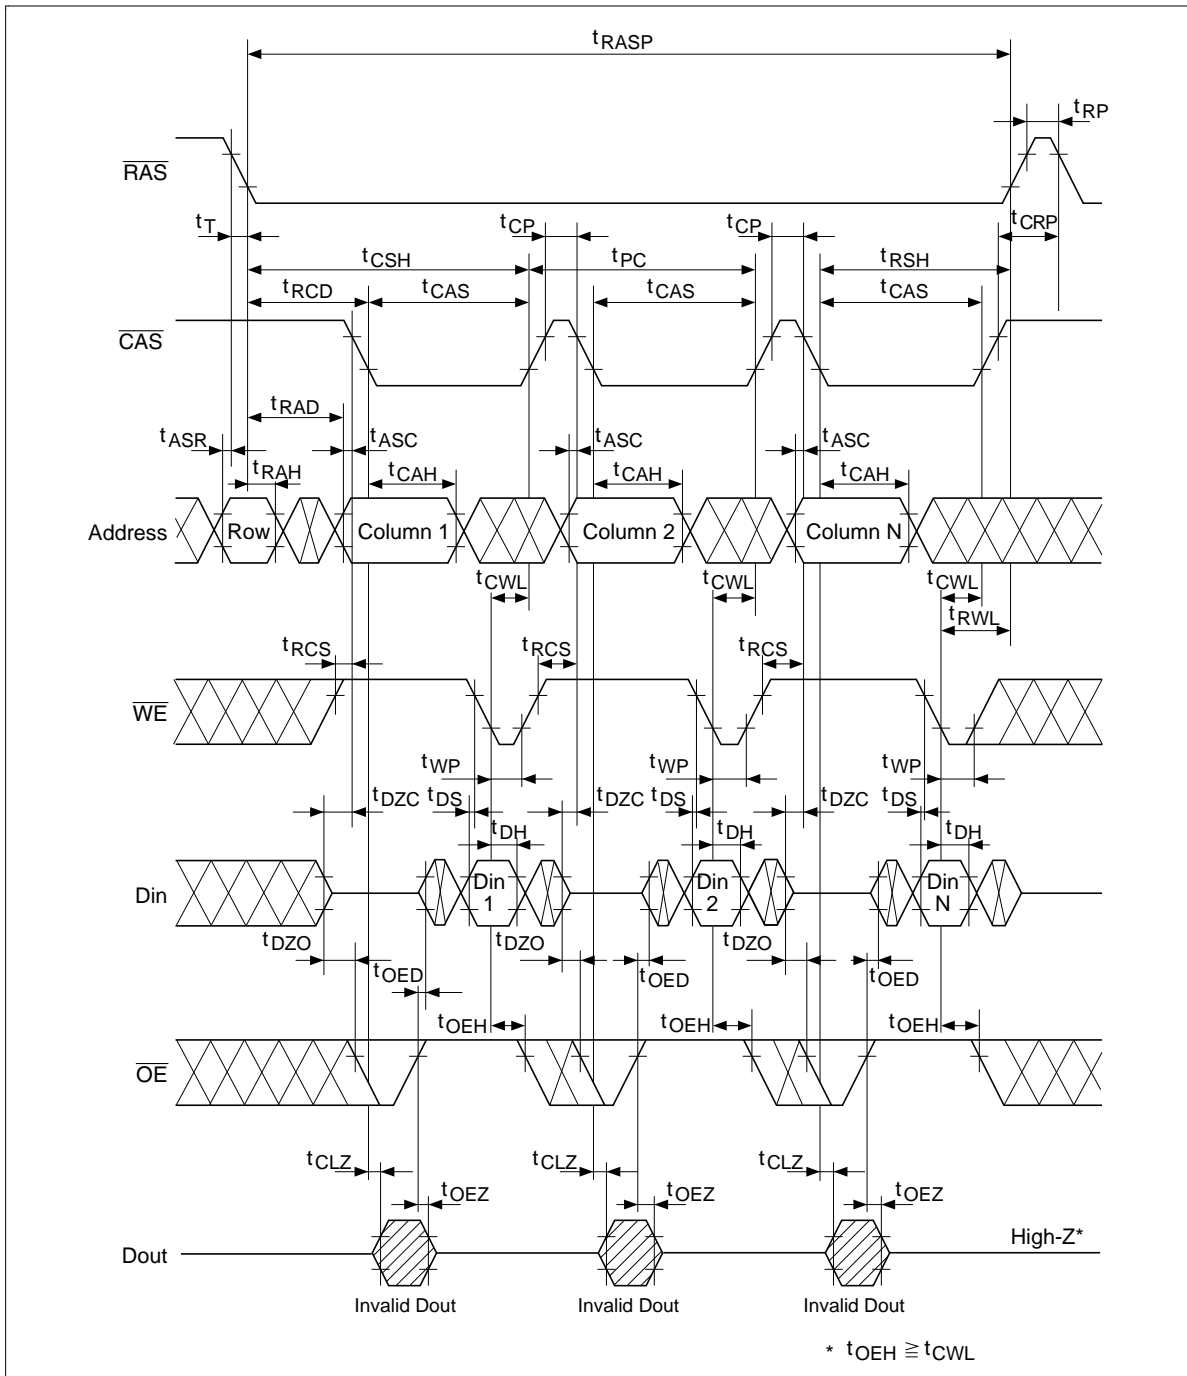 tRASP
tRP
RAS
tT
tCP
tCP
tCRP
tCSH
tPC
tRSH
tRCD
tCAS
tCAS
tCAS
CAS
tRAD
tASR
tASC
tASC
tASC
tRAH
tCAH
tCAH
tCAH
Address
Row
Column 1
Column 2
Column N
tCWL
tCWL
tCWL
tRWL
tRCS
tRCS
tRCS
WE
tWP
tWP
tWP
tDZC
tDS
tDZC
tDS
tDZC
tDS
tDH
tDH
tDH
Din
Din 1
Din 2
Din N
tDZO
tDZO
tDZO
tOED
tOED
tOED
tOEH
tOEH
tOEH
OE
tCLZ
tCLZ
tCLZ
tOEZ
tOEZ
tOEZ
Dout
High-Z*
Invalid Dout
Invalid Dout
Invalid Dout
* tOEH ≧ tCWL